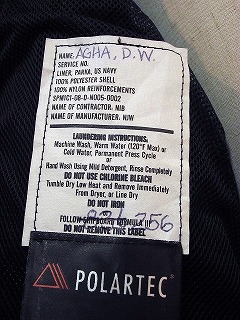 NAME: AGHA, D.W.
SERVICE NO.
LINER, PARKA, US NAVY
100% POLYESTER SHELL
100% NYLON REINFORCEMENTS
SPM1C1-08-D-N005-0002
NAME OF CONTRACTOR: NIB
NAME OF MANUFACTURER: NJW
LAUNDERING INSTRUCTIONS:
Machine Wash, Warm Water (120°F Max) or
Cold Water, Permanent Press Cycle
or
Hand Wash Using Mild Detergent, Rinse Completely
DO NOT USE CHLORINE BLEACH
Tumble Dry Low Heat and Remove Immediately
From Dryer, or Line Dry
DO NOT IRON
FOLLOW SHIPBOARD FORMULA III
DO NOT REMOVE THIS LABEL
POLARTEC®